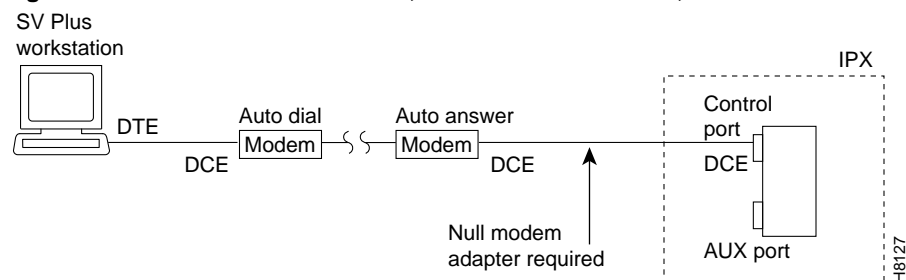 SV Plus
workstation
IPX
DTE
Auto dial
Modem
DCE
Auto answer
Modem
DCE
Control
port
DCE
Null modem
adapter required
AUX port
H8127